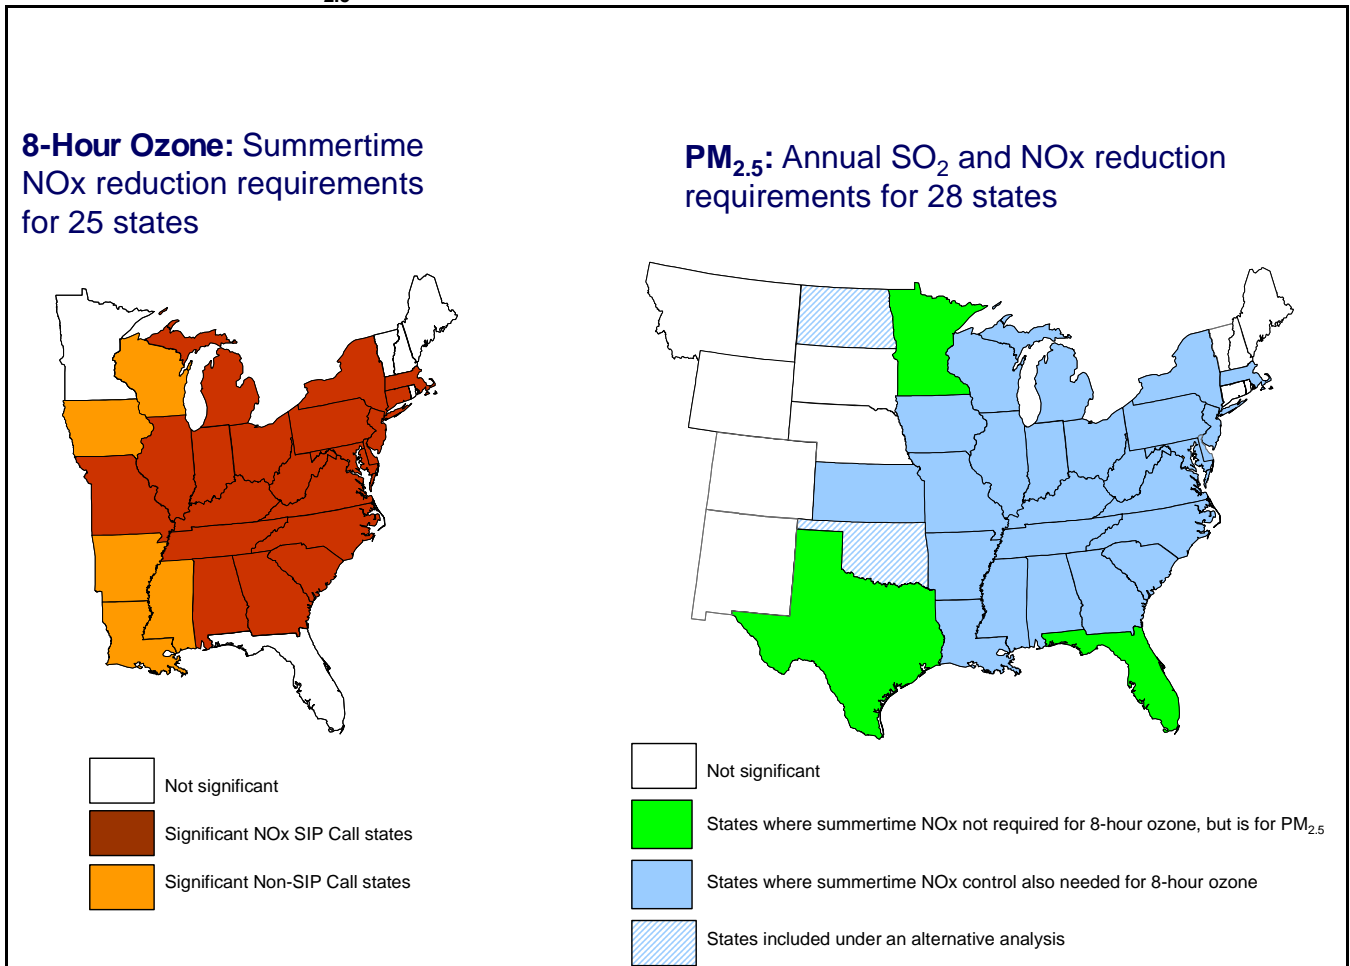 2.5
8-Hour Ozone: Summertime
NOx reduction requirements
for 25 states
PM2.5: Annual SO2 and NOx reduction
requirements for 28 states
Not significant
Significant NOx SIP Call states
Significant Non-SIP Call states
Not significant
States where summertime NOx not required for 8-hour ozone, but is for PM2.5
States where summertime NOx control also needed for 8-hour ozone
States included under an alternative analysis